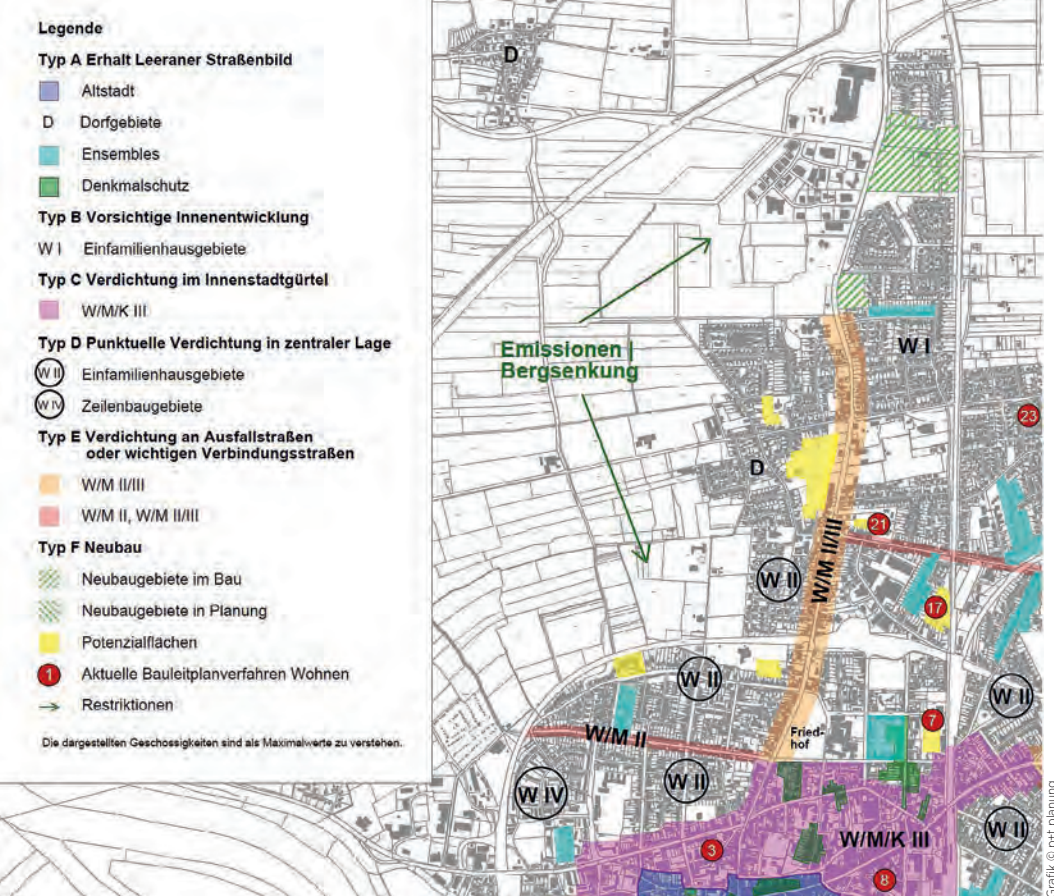 Legende
Typ A Erhalt Leeraner Straßenbild
Altstadt
D Dorfgebiete
Ensembles
Denkmalschutz
Typ B Vorsichtige Innenentwicklung
W I Einfamilienhausgebiete
Typ C Verdichtung im Innenstadtgürtel
W/M/K III
Typ D Punktuelle Verdichtung in zentraler Lage
W II Einfamilienhausgebiete
W IV Zeilenbaugebiete
Typ E Verdichtung an Ausfallstraßen
oder wichtigen Verbindungsstraßen
W/M II/III
W/M II, W/M II/III
Typ F Neubau
Neubaugebiete im Bau
Neubaugebiete in Planung
Potenzialflächen
1 Aktuelle Bauleitplanverfahren Wohnen
Restriktionen
Die dargestellten Geschossigkeiten sind als Maximalwerte zu verstehen.
D
Emissionen |
Bergsenkung
W I
23
D
21
W/M II/III
W II
17
W II
W II
7
W/M II
Fried-
hof
W II
W IV
W/M/K III
W II
3
8
Grafik © p+t planung